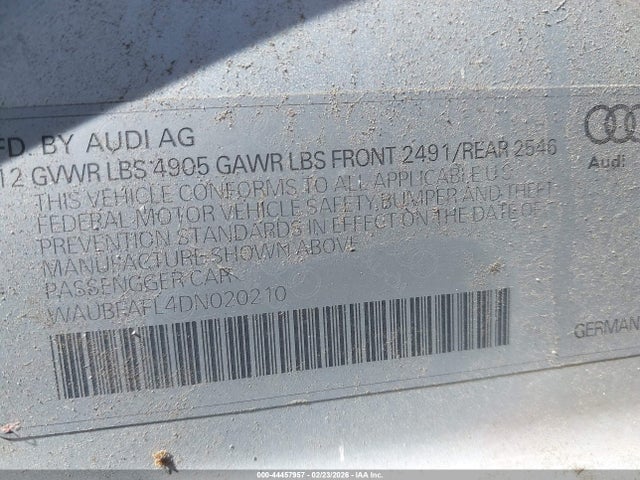 FD. BY AUDI AG
12 GVWR LBS 4905 GAWR LBS FRONT 2491/REAR 2546
THIS VEHICLE CONFORMS TO ALL APPLICABLE U.S.
FEDERAL MOTOR VEHICLE SAFETY, BUMPER AND THEFT
PREVENTION STANDARDS IN EFFECT ON THE DATE OF
MANUFACTURE SHOWN ABOVE
PASSENGGER CAR
WAUBFAFL4DN020210
Audi
GERMAN
000-44457957 - 02/23/2026 - IAA Inc.